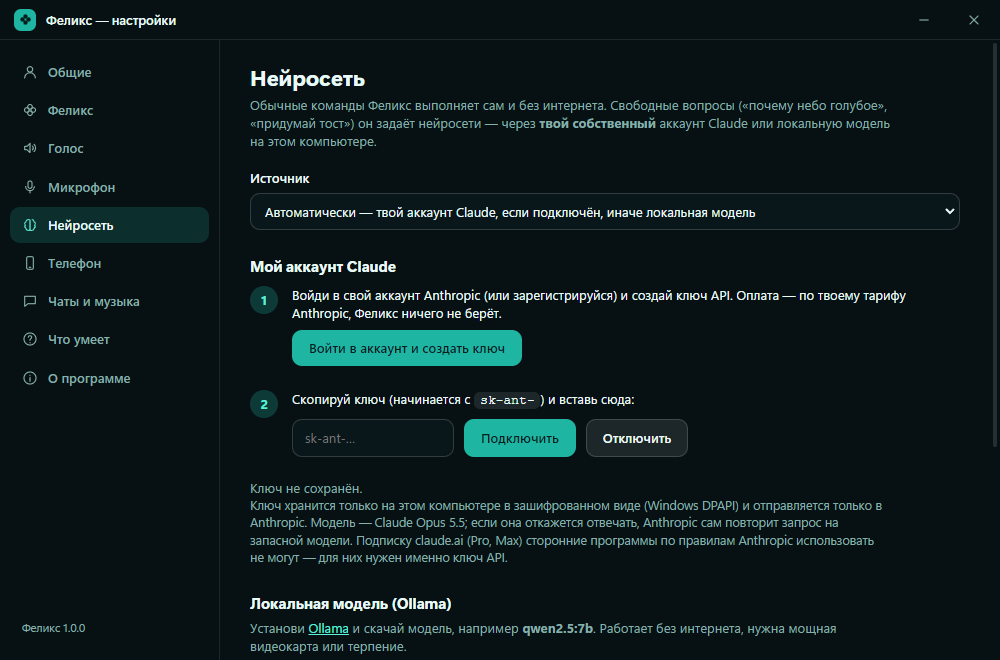 Феликс — настройки
Общие
Феликс
Голос
Микрофон
Нейросеть
Телефон
Чаты и музыка
Что умеет
О программе
Феликс 1.0.0
Нейросеть
Обычные команды Феликс выполняет сам и без интернета. Свободные вопросы («почему небо голубое»,
«придумай тост») он задаёт нейросети — через твой собственный аккаунт Claude или локальную модель
на этом компьютере.
Источник
Автоматически — твой аккаунт Claude, если подключён, иначе локальная модель
Мой аккаунт Claude
1
Войди в свой аккаунт Anthropic (или зарегистрируйся) и создай ключ API. Оплата — по твоему тарифу
Anthropic, Феликс ничего не берёт.
Войти в аккаунт и создать ключ
2
Скопируй ключ (начинается с sk-ant- ) и вставь сюда:
sk-ant-...
Подключить
Отключить
Ключ не сохранён.
Ключ хранится только на этом компьютере в зашифрованном виде (Windows DPAPI) и отправляется только в
Anthropic. Модель — Claude Opus 5.5; если она откажется отвечать, Anthropic сам повторит запрос на
запасной модели. Подписку claude.ai (Pro, Max) сторонние программы по правилам Anthropic использовать
не могут — для них нужен именно ключ API.
Локальная модель (Ollama)
Установи Ollama и скачай модель, например qwen2.5:7b. Работает без интернета, нужна мощная
видеокарта или терпение.